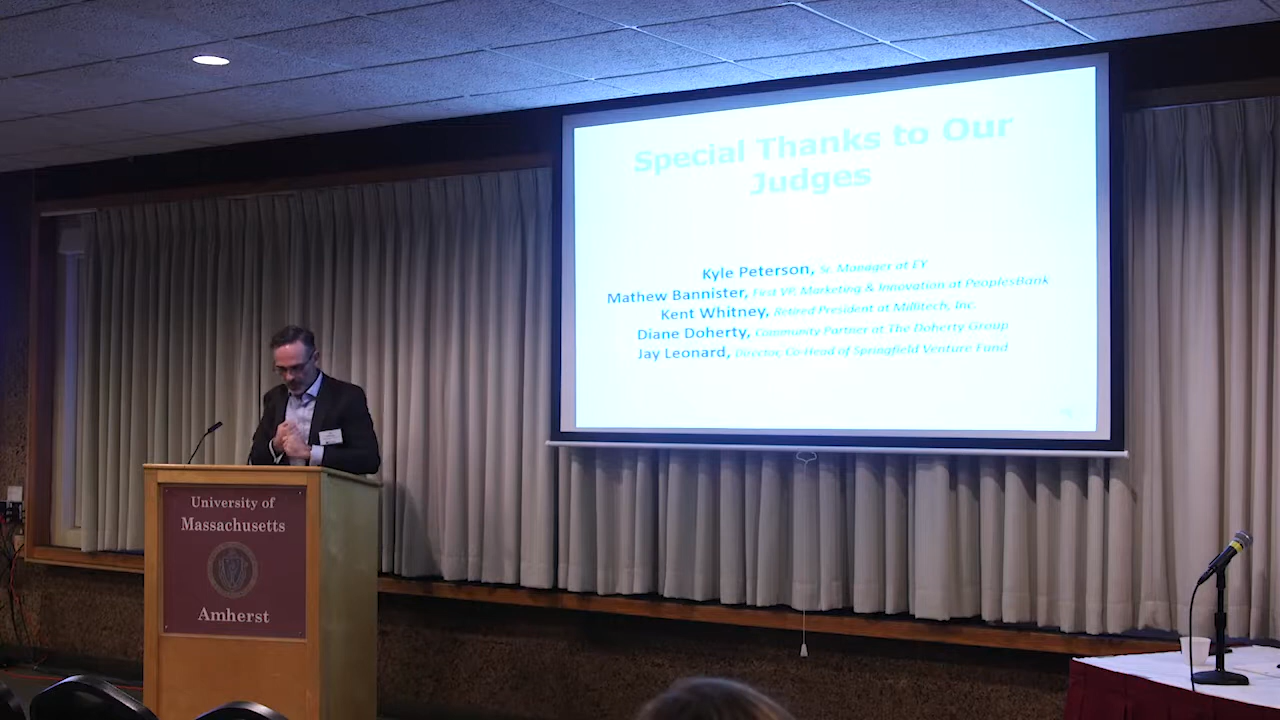 Special Thanks to Our
Judges
Kyle Peterson, Sr. Manager at EY
Mathew Bannister, First VP, Marketing & Innovation at PeoplesBank
Kent Whitney, Retired President at Millitech, Inc.
Diane Doherty, Community Partner at The Doherty Group
Jay Leonard, Director, Co-Head of Springfield Venture Fund
University of
Massachusetts
Amherst